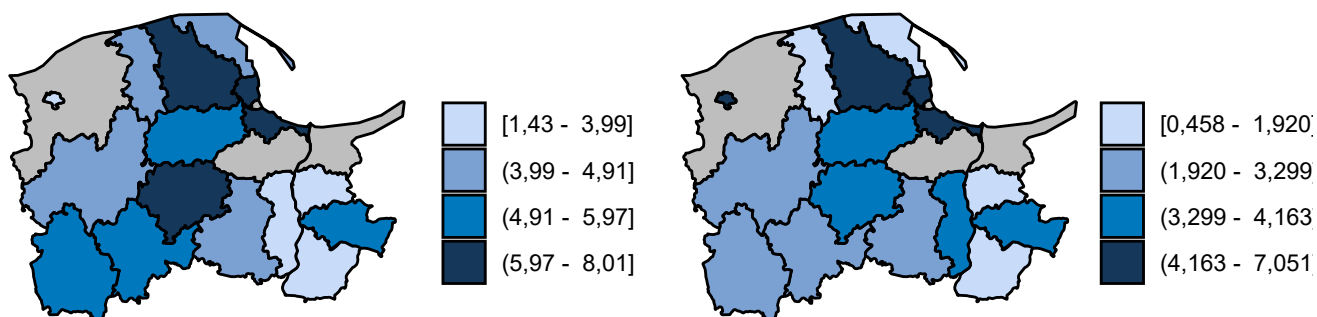 [1,43 - 3,99]
(3,99 - 4,91]
(4,91 - 5,97]
(5,97 - 8,01]
[0,458 - 1,920]
(1,920 - 3,299]
(3,299 - 4,163]
(4,163 - 7,051]